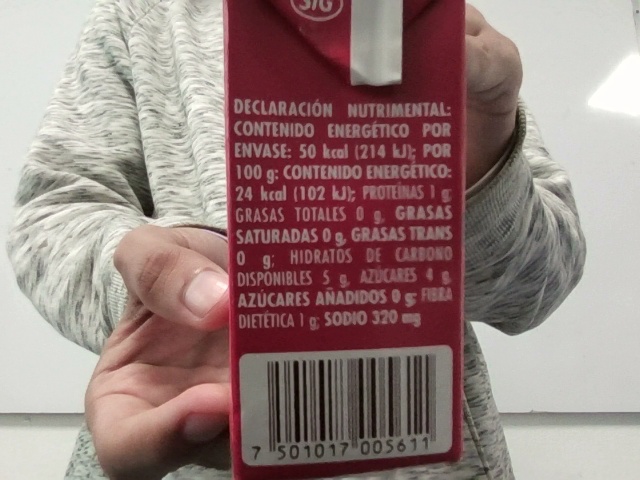 SIG
DECLARACIÓN NUTRIMENTAL:
CONTENIDO ENERGÉTICO POR
ENVASE: 50 kcal (214 kJ); POR
100 g: CONTENIDO ENERGÉTICO:
24 kcal (102 kJ); PROTEÍNAS 1 g;
GRASAS TOTALES 0 g, GRASAS
SATURADAS 0 g, GRASAS TRANS
0 g; HIDRATOS DE CARBONO
DISPONIBLES 5 g, AZÚCARES 4 g,
AZÚCARES AÑADIDOS 0 g; FIBRA
DIETÉTICA 1 g; SODIO 320 mg
7 501017 005611